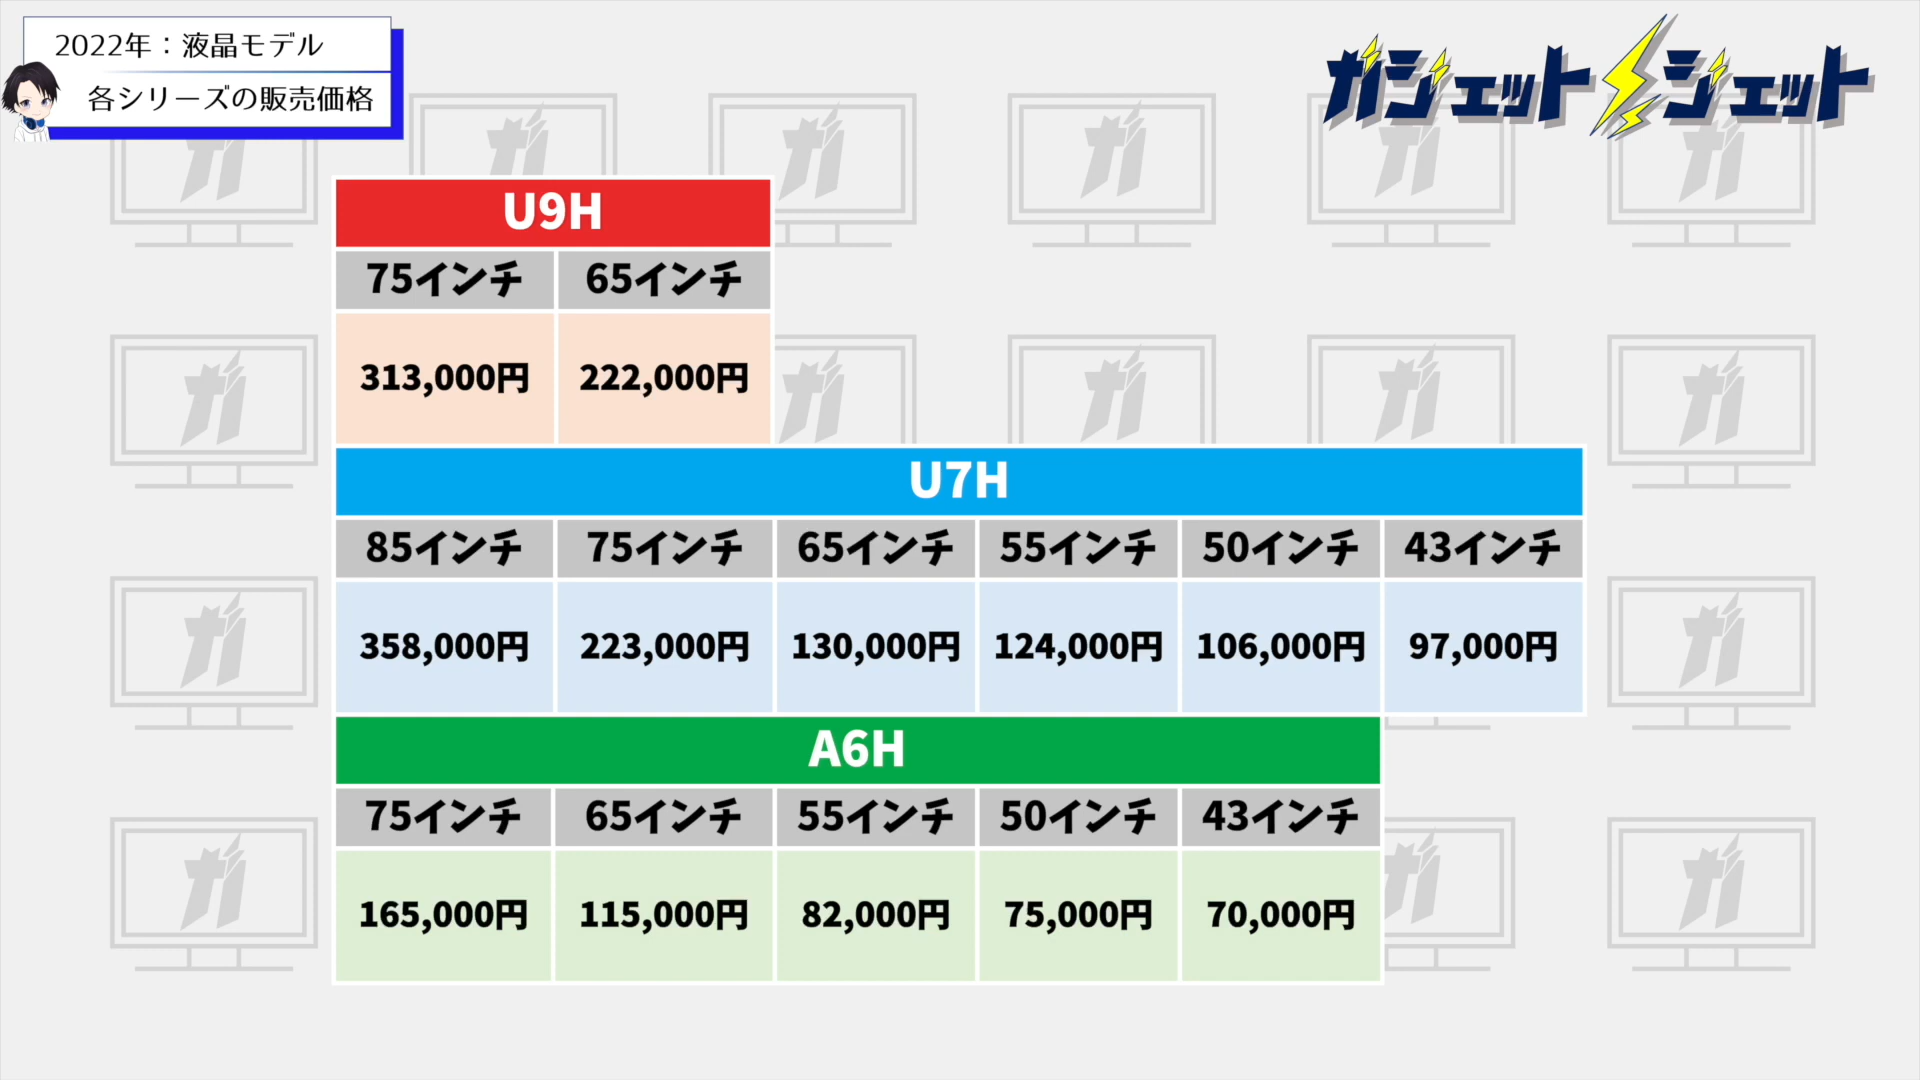 2022年：液晶モデル
各シリーズの販売価格
ガジェットジェット
U9H
75インチ 65インチ
313,000円 222,000円
U7H
85インチ 75インチ 65インチ 55インチ 50インチ 43インチ
358,000円 223,000円 130,000円 124,000円 106,000円 97,000円
A6H
75インチ 65インチ 55インチ 50インチ 43インチ
165,000円 115,000円 82,000円 75,000円 70,000円